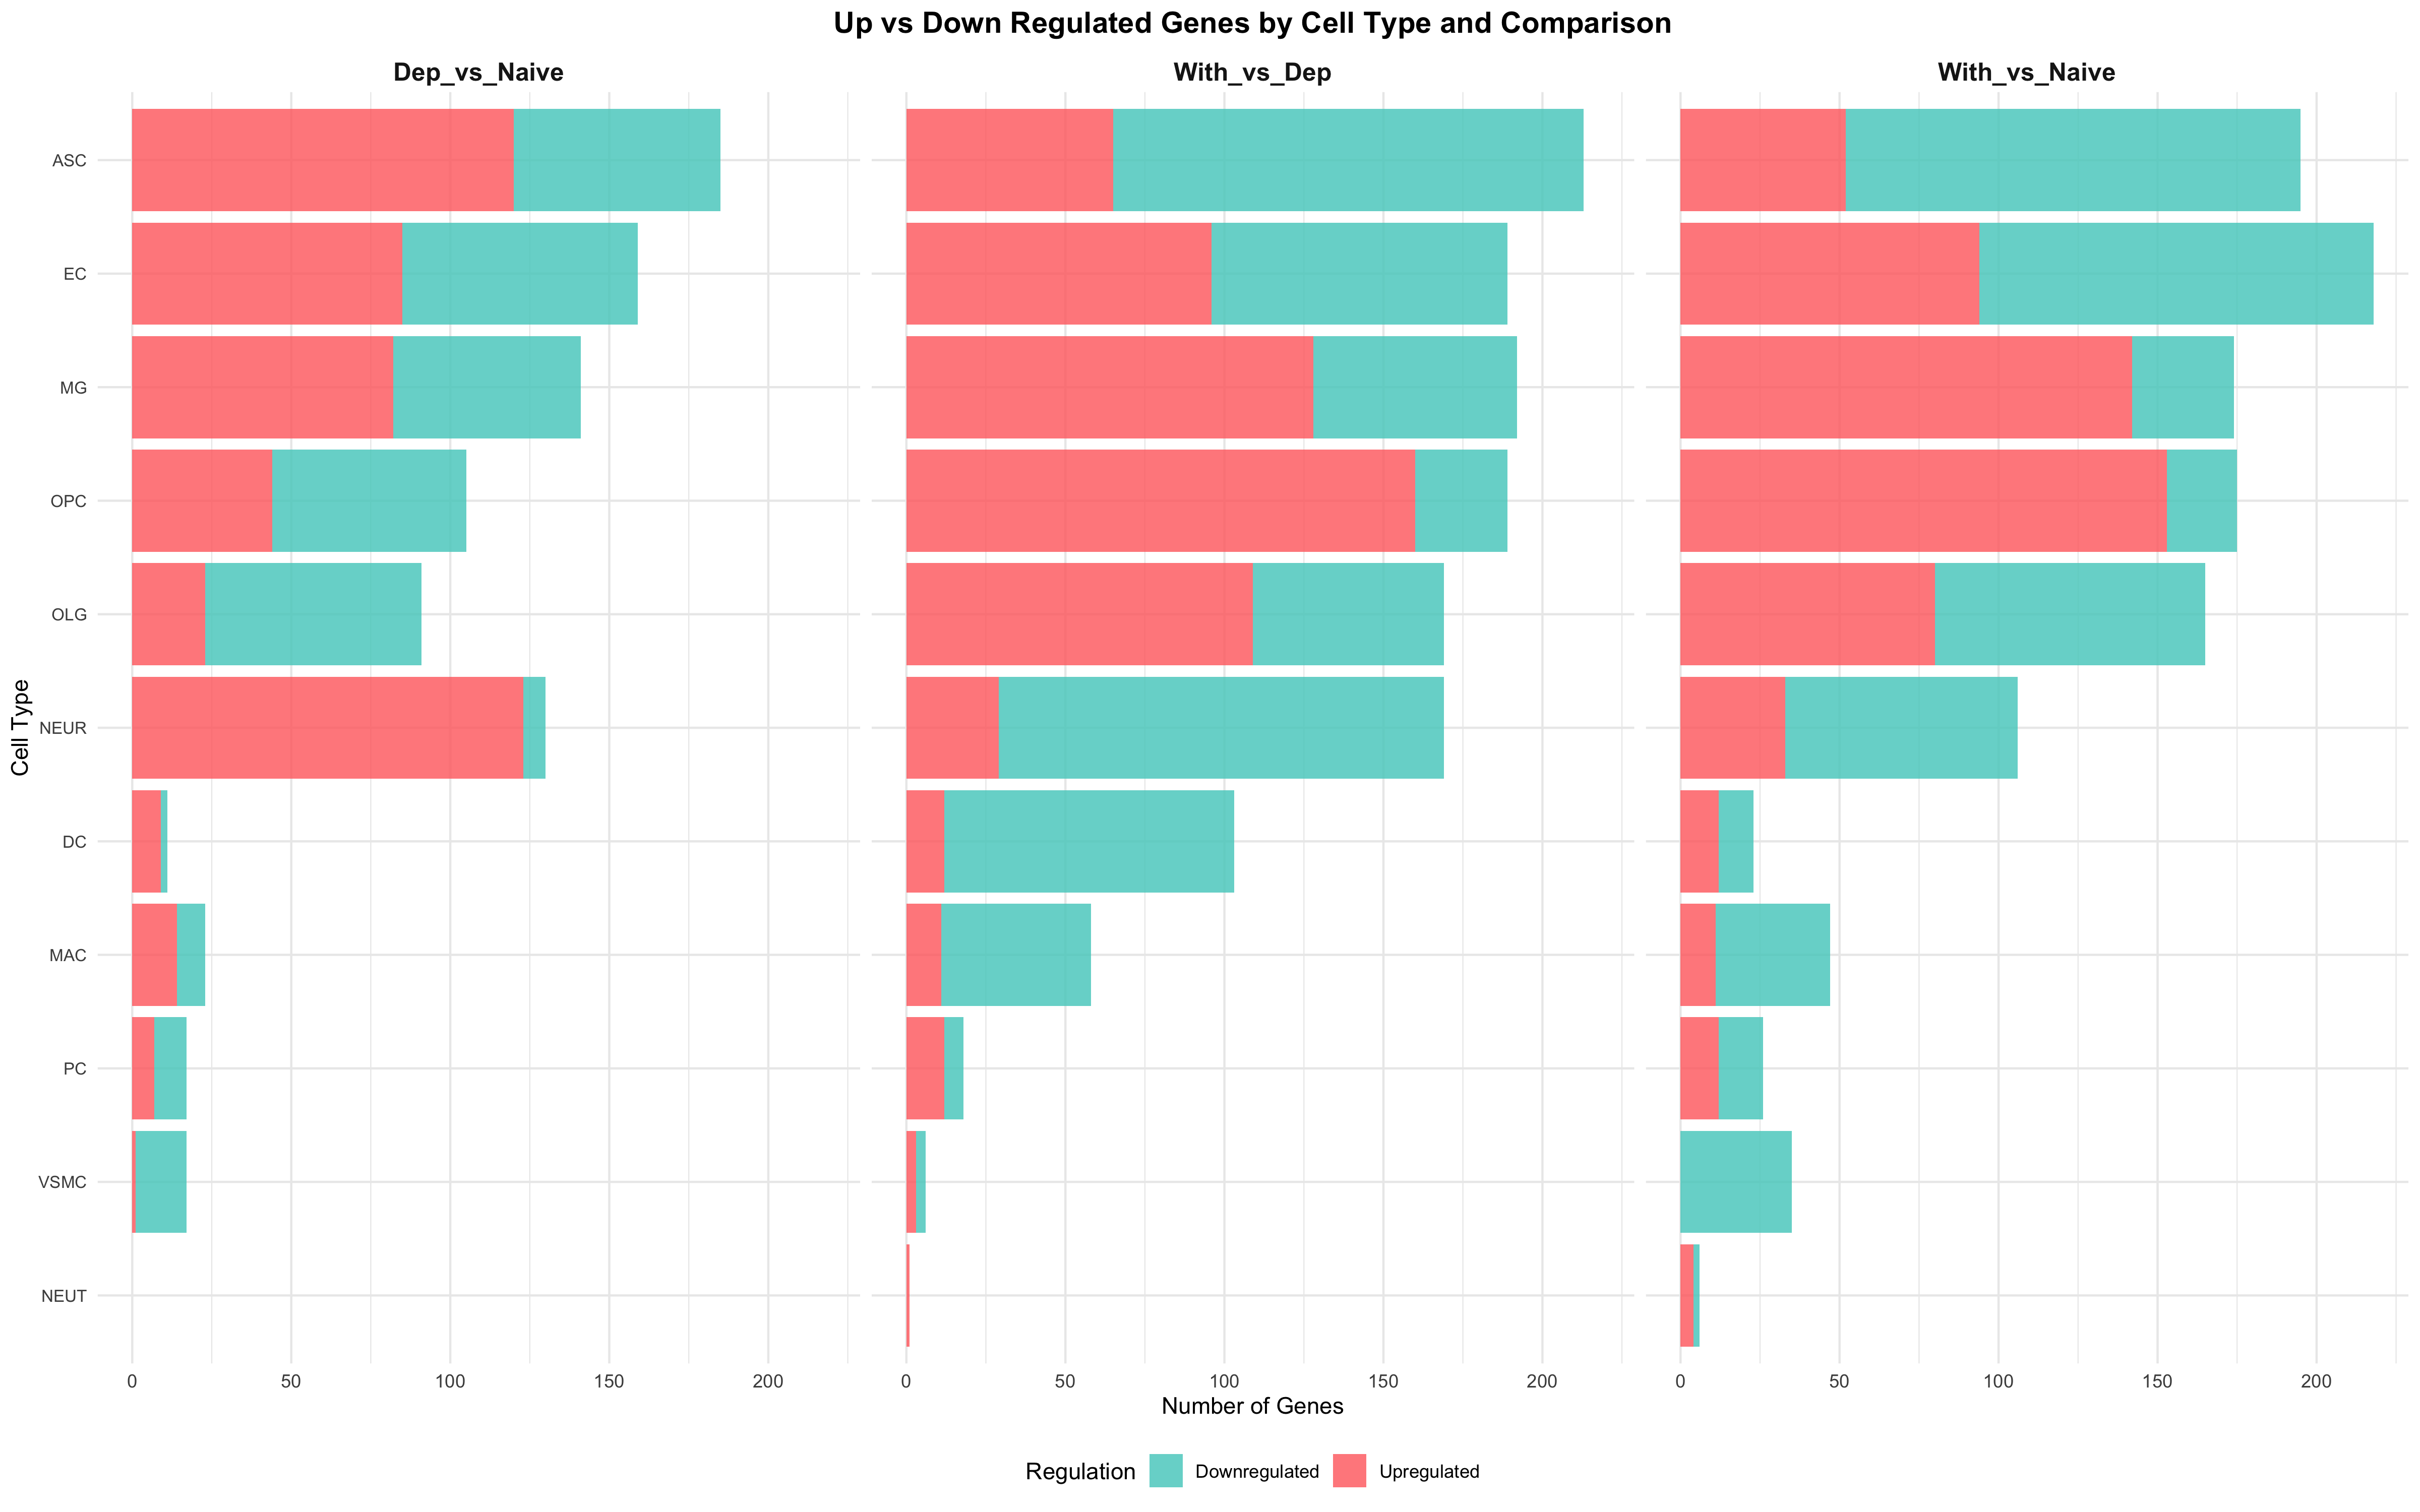 Up vs Down Regulated Genes by Cell Type and Comparison
Dep_vs_Naive
With_vs_Dep
With_vs_Naive
Cell Type
ASC
EC
MG
OPC
OLG
NEUR
DC
MAC
PC
VSMC
NEUT
0 50 100 150 200
0 50 100 150 200
0 50 100 150 200
Number of Genes
Regulation Downregulated Upregulated